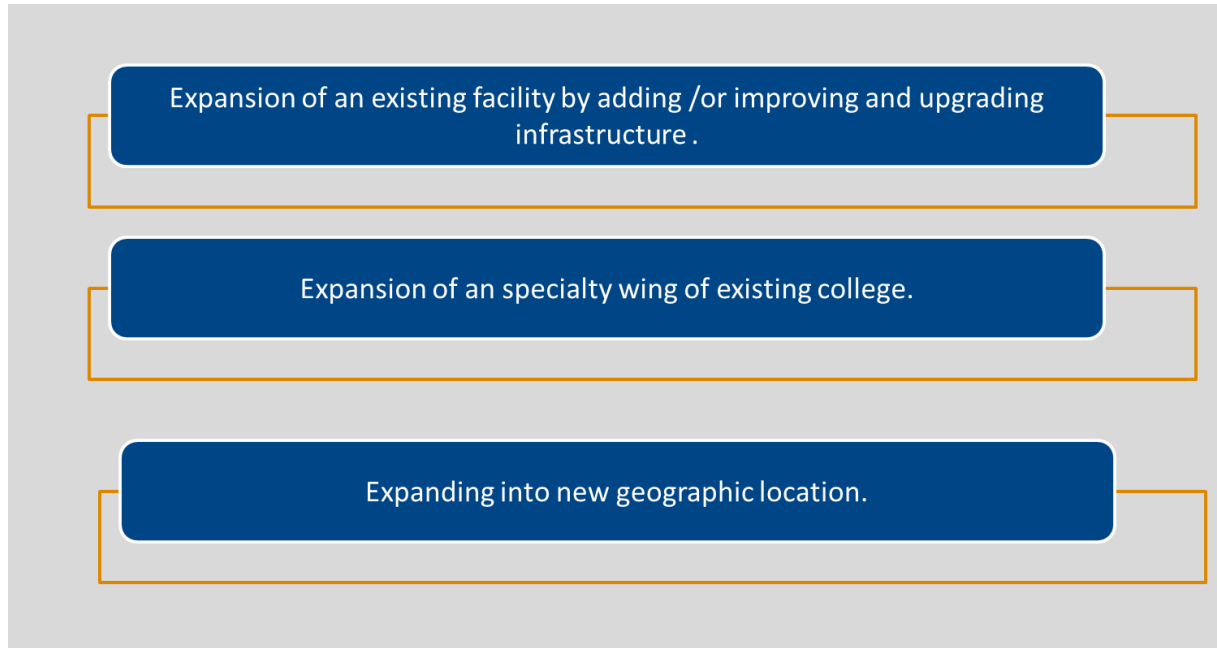 Expansion of an existing facility by adding /or improving and upgrading
infrastructure .
Expansion of an specialty wing of existing college.
Expanding into new geographic location.